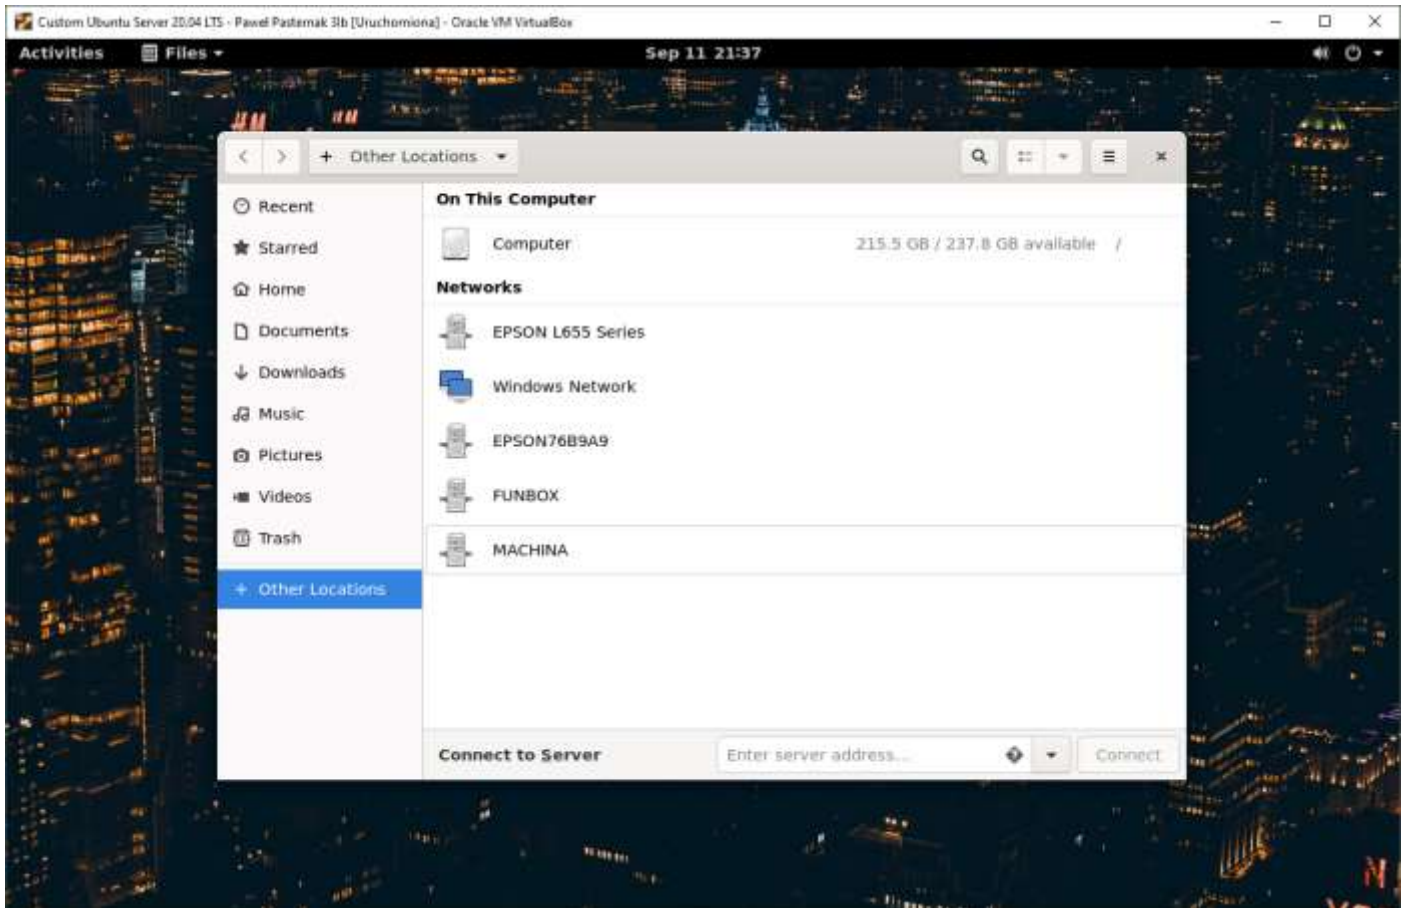 Custom Ubuntu Server 20.04 LTS - Paweł Pasternak 3Ib [Uruchomiona] - Oracle VM VirtualBox
Activities Files Sep 11 21:37
Other Locations
Recent
Starred
Home
Documents
Downloads
Music
Pictures
Videos
Trash
+ Other Locations
On This Computer
Computer 215.5 GB / 237.8 GB available /
Networks
EPSON L655 Series
Windows Network
EPSON76B9A9
FUNBOX
MACHINA
Connect to Server Enter server address... Connect